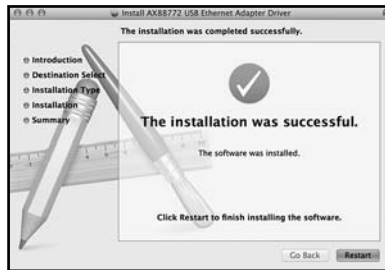 Install AX88772 USB Ethernet Adapter Driver
The installation was completed successfully.
Introduction
Destination Select
Installation Type
Installation
Summary
The installation was successful.
The software was installed.
Click Restart to finish installing the software.
Go Back
Restart